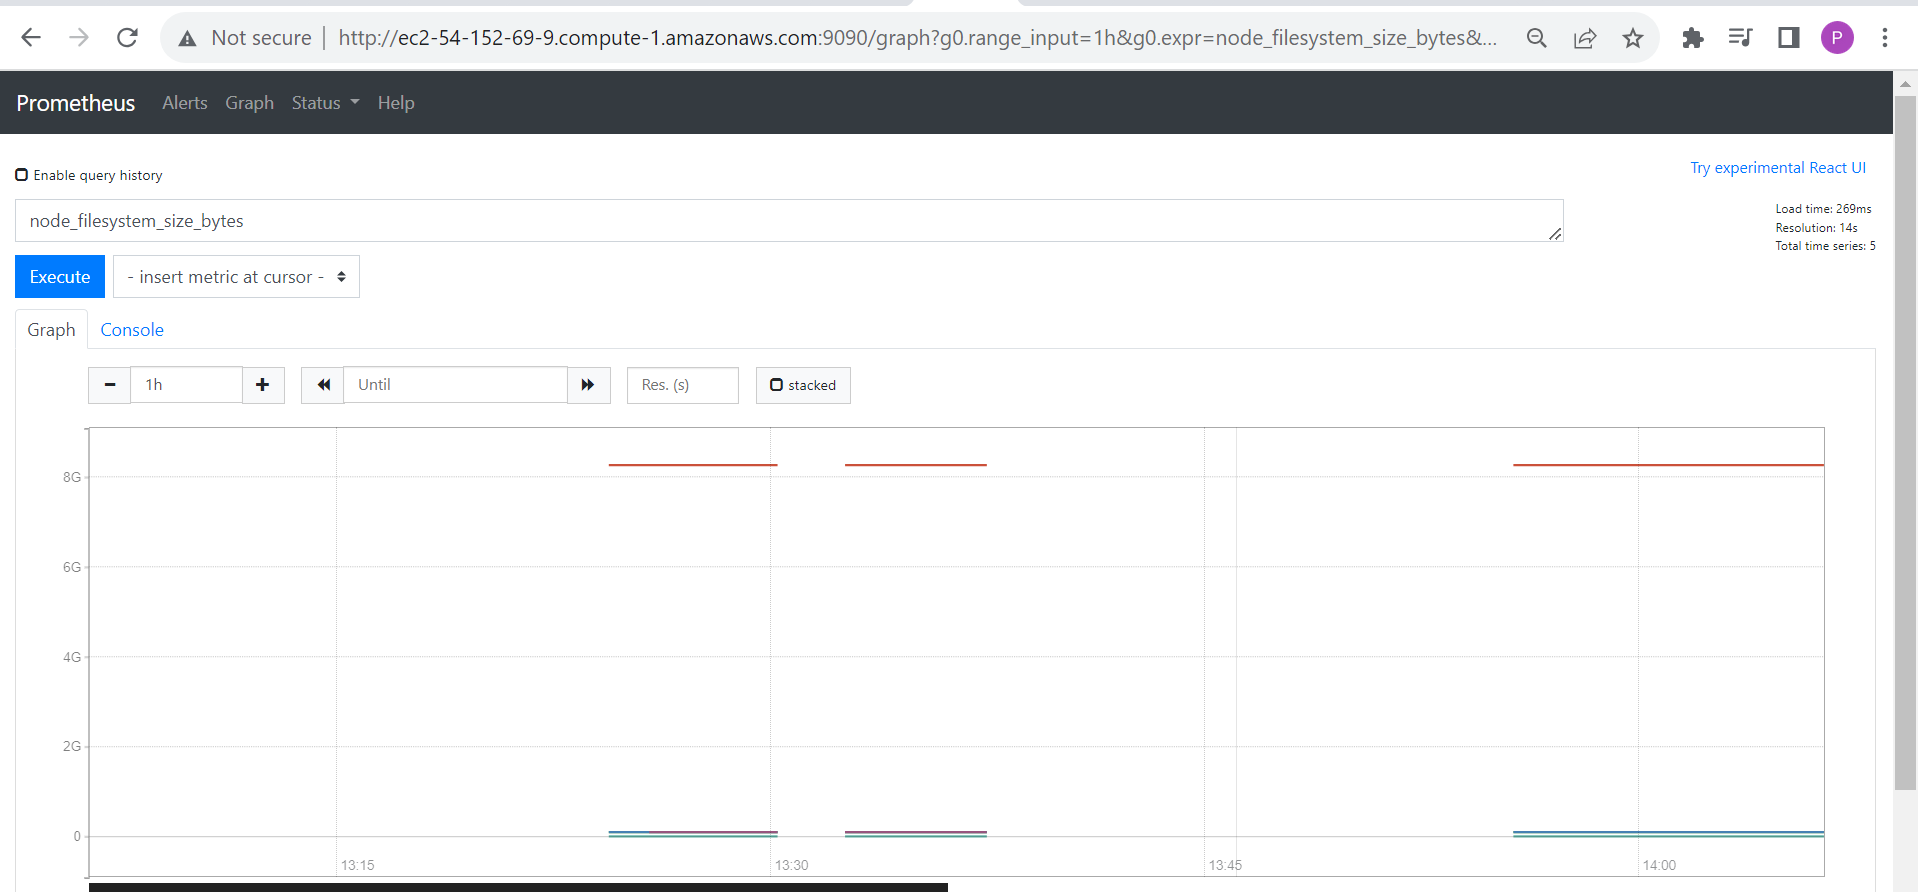 Not secure | http://ec2-54-152-69-9.compute-1.amazonaws.com:9090/graph?g0.range_input=1h&g0.expr=node_filesystem_size_bytes&... P
Prometheus Alerts Graph Status Help
Enable query history
Try experimental React UI
node_filesystem_size_bytes
Load time: 269ms
Resolution: 14s
Total time series: 5
Execute - insert metric at cursor -
Graph Console
1h Until Res. (s) stacked
8G
6G
4G
2G
0
13:15 13:30 13:45 14:00